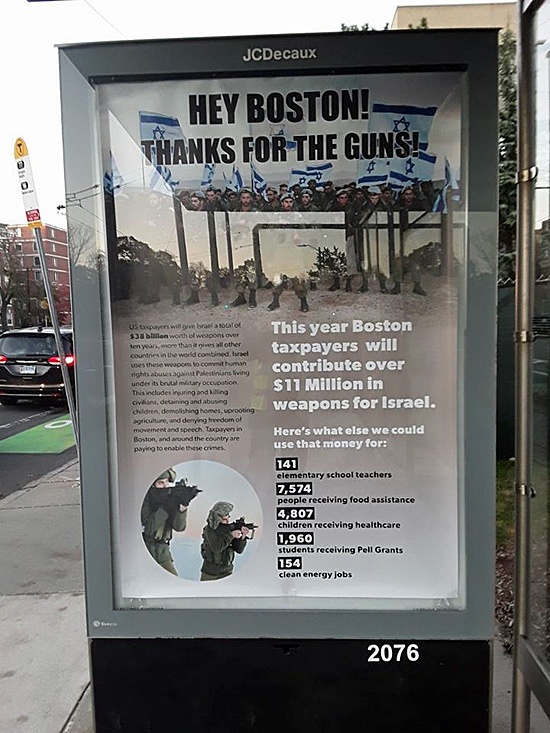 JCDecaux
HEY BOSTON!
THANKS FOR THE GUNS!
US taxpayers will give Israel a total of
$38 billion worth of weapons over
ten years, more than it gives all other
countries in the world combined. Israel
uses these weapons to commit human
rights abuses against Palestinians living
under its brutal military occupation.
This includes injuring and killing
civilians, detaining and abusing
children, demolishing homes, uprooting
agriculture, and denying freedom of
movement and speech. Taxpayers in
Boston, and around the country are
paying to enable these crimes.
This year Boston
taxpayers will
contribute over
$11 Million in
weapons for Israel.
Here's what else we could
use that money for:
141
elementary school teachers
7,574
people receiving food assistance
4,807
children receiving healthcare
1,960
students receiving Pell Grants
154
clean energy jobs
2076